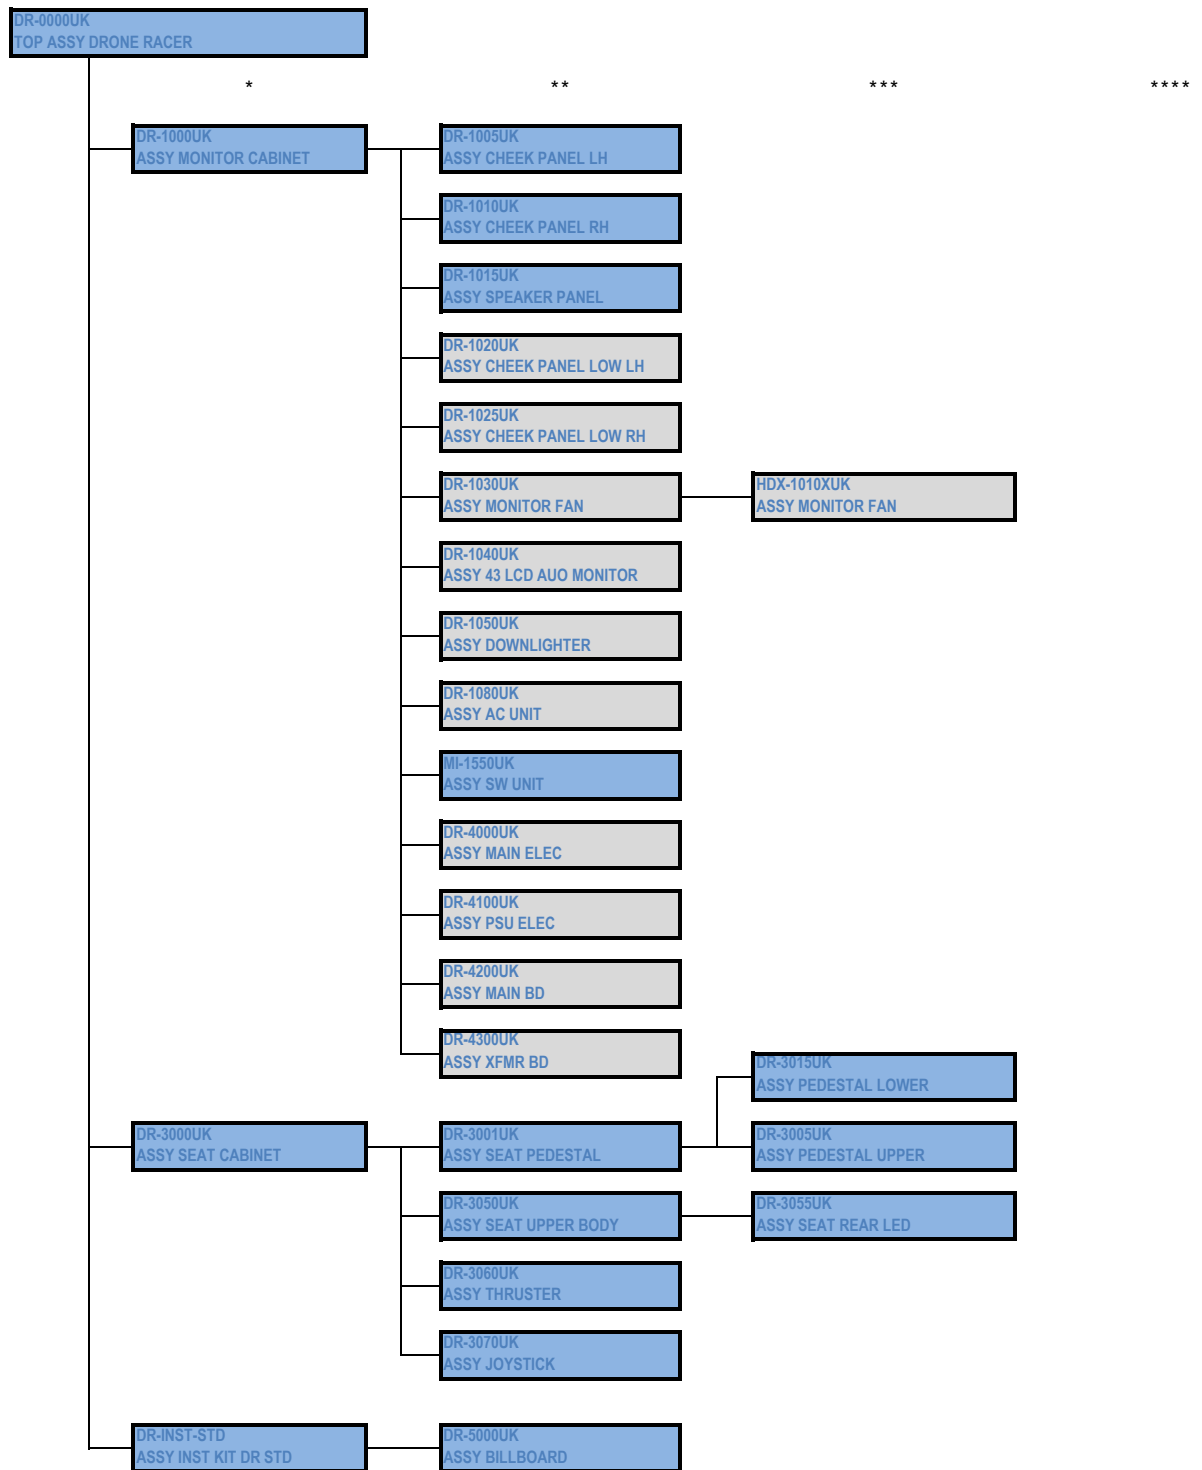 DR-0000UK
TOP ASSY DRONE RACER
* ** *** ****
DR-1000UK
ASSY MONITOR CABINET
DR-1005UK
ASSY CHEEK PANEL LH
DR-1010UK
ASSY CHEEK PANEL RH
DR-1015UK
ASSY SPEAKER PANEL
DR-1020UK
ASSY CHEEK PANEL LOW LH
DR-1025UK
ASSY CHEEK PANEL LOW RH
DR-1030UK
ASSY MONITOR FAN
HDX-1010XUK
ASSY MONITOR FAN
DR-1040UK
ASSY 43 LCD AUO MONITOR
DR-1050UK
ASSY DOWNLIGHTER
DR-1080UK
ASSY AC UNIT
MI-1550UK
ASSY SW UNIT
DR-4000UK
ASSY MAIN ELEC
DR-4100UK
ASSY PSU ELEC
DR-4200UK
ASSY MAIN BD
DR-4300UK
ASSY XFMR BD
DR-3015UK
ASSY PEDESTAL LOWER
DR-3000UK
ASSY SEAT CABINET
DR-3001UK
ASSY SEAT PEDESTAL
DR-3005UK
ASSY PEDESTAL UPPER
DR-3050UK
ASSY SEAT UPPER BODY
DR-3055UK
ASSY SEAT REAR LED
DR-3060UK
ASSY THRUSTER
DR-3070UK
ASSY JOYSTICK
DR-INST-STD
ASSY INST KIT DR STD
DR-5000UK
ASSY BILLBOARD